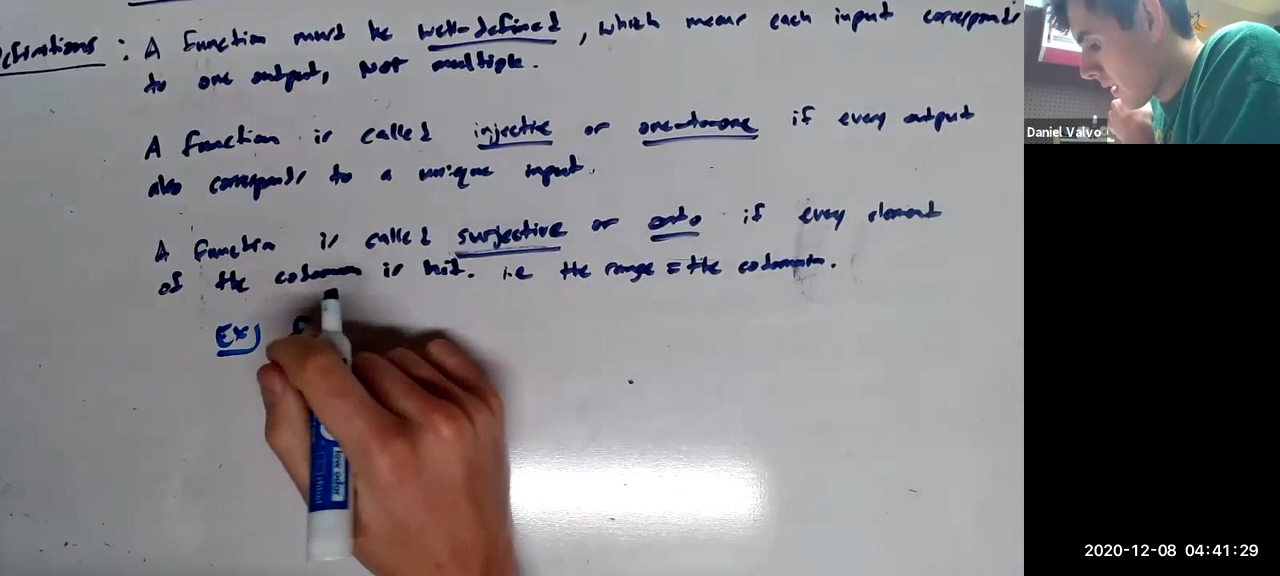 efinitions : A function must be well-defined, which means each input corresponds
to one output, not multiple.
A function is called injective or one-to-one if every output
also corresponds to a unique input.
A function is called surjective or onto if every element
of the codomain is hit. i.e the range = the codomain.
Ex)
Daniel Valvo
low odor
2020-12-08 04:41:29